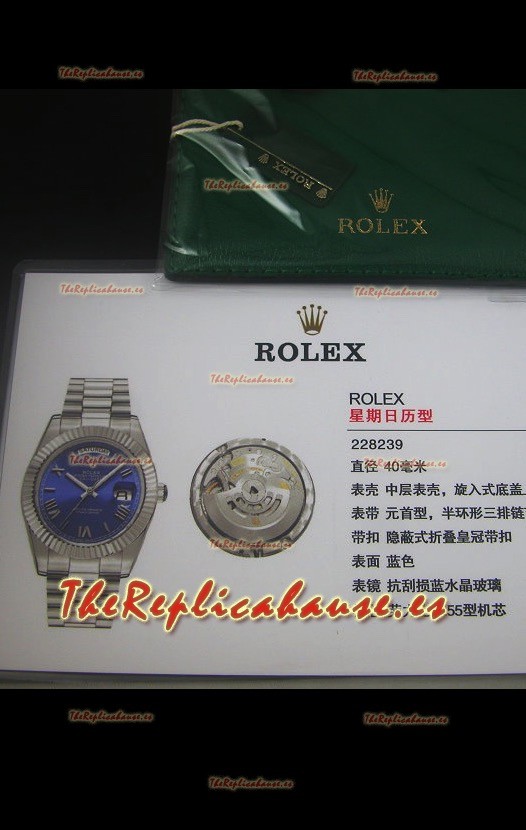 TheReplicahause.es
TheReplicahause.es
ROLEX
TheReplicahause.es
ROLEX
TheReplicahause.es
TheReplicahause.es
ROLEX
TheReplicahause.es
ROLEX
星期日历型
228239
直径 40毫米
表壳 中层表壳，旋入式底盖
表带 元首型，半环形三排链
带扣 隐蔽式折叠皇冠带扣
表面 蓝色
表镜 抗刮损蓝水晶玻璃
55型机芯
TheReplicahause.es
TheReplicahause.es
TheReplicahause.es
TheReplicahause.es
TheReplicahause.es